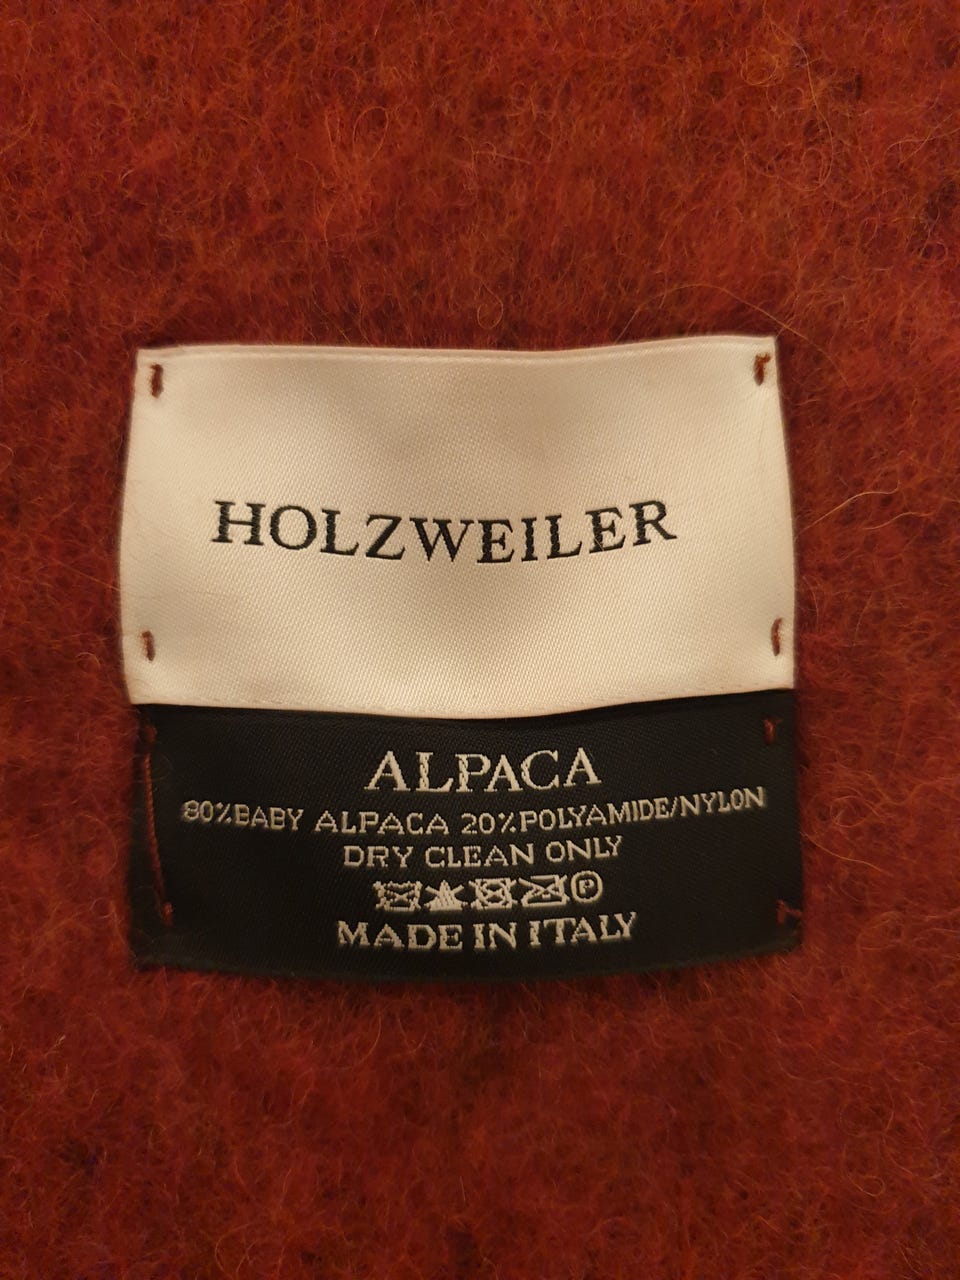 HOLZWEILER
ALPACA
80%BABY ALPACA 20%POLYAMIDE/NYLON
DRY CLEAN ONLY
P
MADE IN ITALY